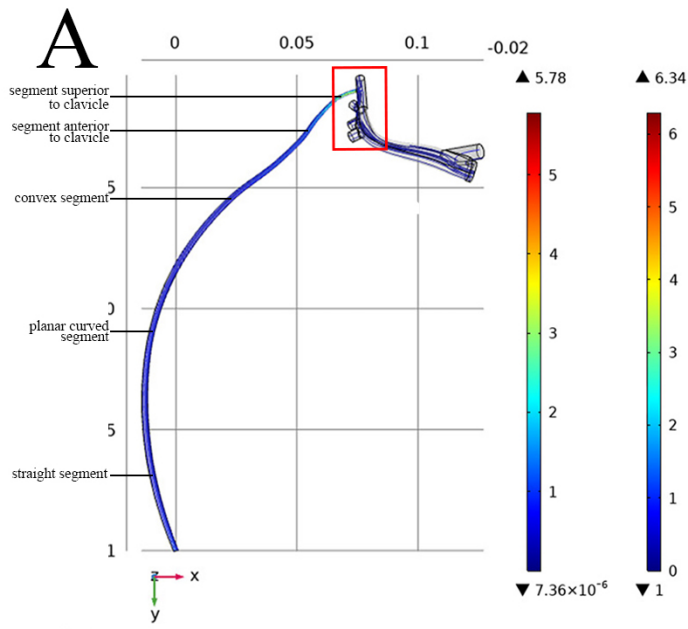 A
0
0.05
0.1
-0.02
segment superior
to clavicle
segment anterior
to clavicle
convex segment
planar curved
segment
straight segment
5
0
5
1
z
x
y
▲ 5.78
5
4
3
2
1
▼ 7.36×10⁻⁶
▲ 6.34
6
5
4
3
2
1
0
▼ 1